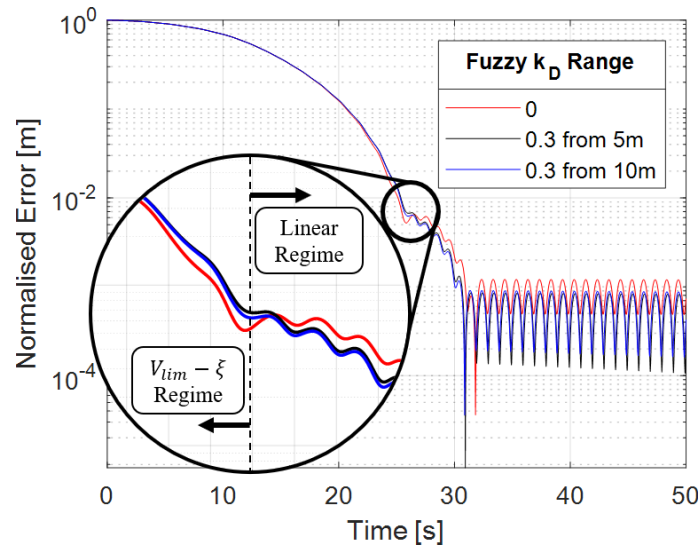 10^0
10^-2
10^-4
Normalised Error [m]
Fuzzy k_D Range
0
0.3 from 5m
0.3 from 10m
Linear
Regime
V_lim − ξ
Regime
0 10 20 30 40 50
Time [s]